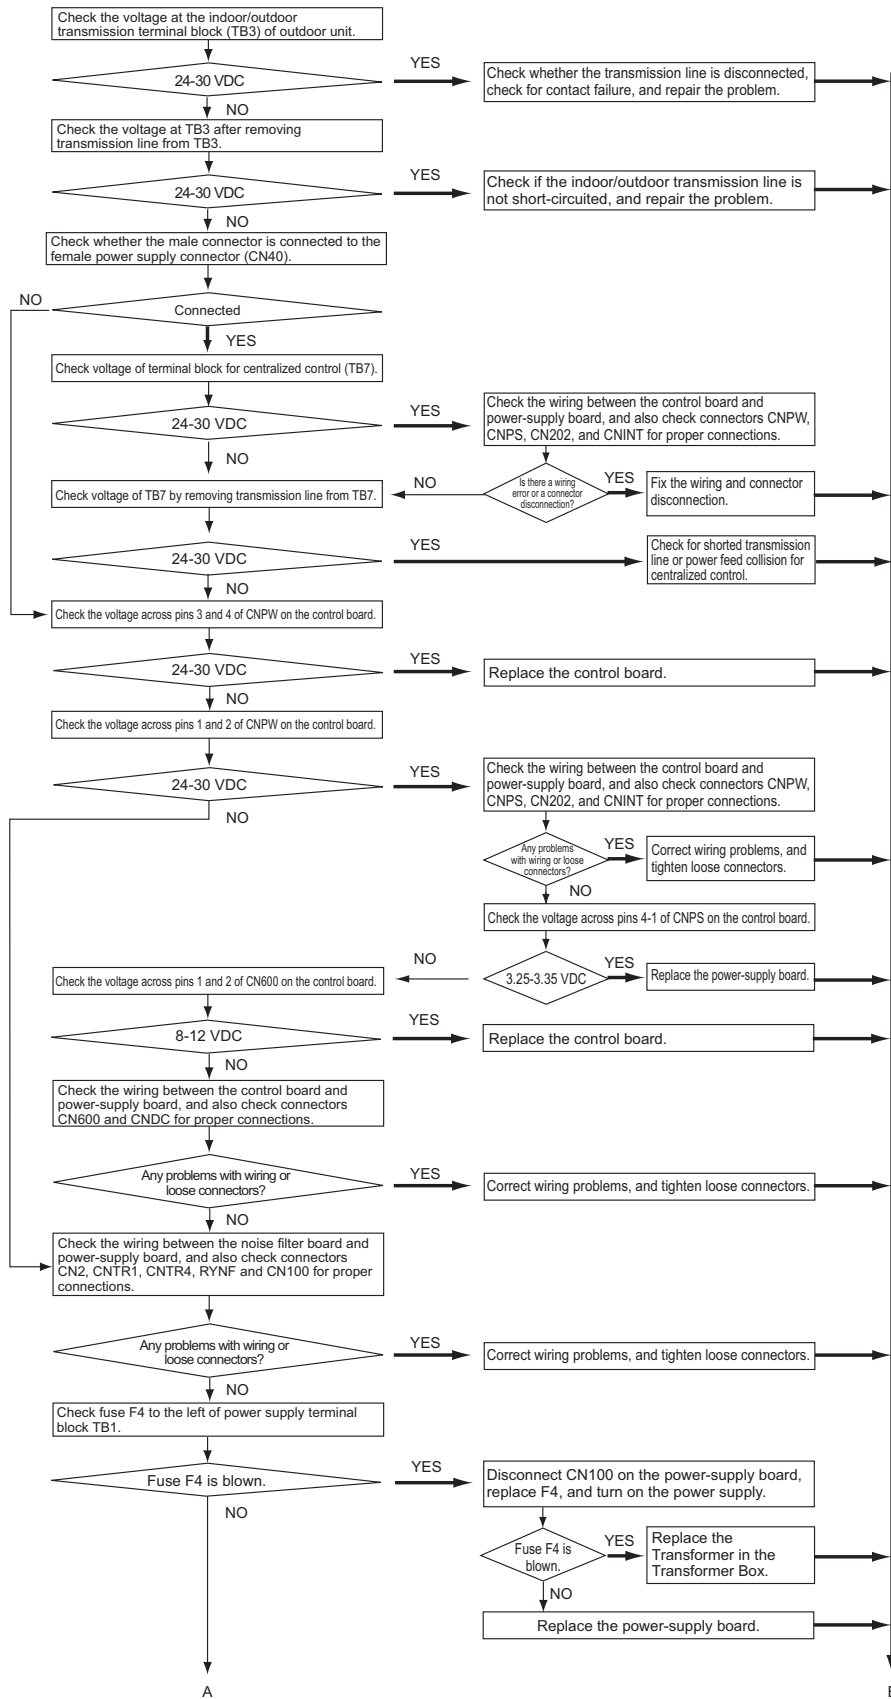 Check the voltage at the indoor/outdoor
transmission terminal block (TB3) of outdoor unit.
24-30 VDC
YES
Check whether the transmission line is disconnected,
check for contact failure, and repair the problem.
NO
Check the voltage at TB3 after removing
transmission line from TB3.
24-30 VDC
YES
Check if the indoor/outdoor transmission line is
not short-circuited, and repair the problem.
NO
Check whether the male connector is connected to the
female power supply connector (CN40).
NO
Connected
YES
Check voltage of terminal block for centralized control (TB7).
24-30 VDC
YES
Check the wiring between the control board and
power-supply board, and also check connectors CNPW,
CNPS, CN202, and CNINT for proper connections.
NO
Is there a wiring
error or a connector
disconnection?
YES
Fix the wiring and connector
disconnection.
NO
Check voltage of TB7 by removing transmission line from TB7.
24-30 VDC
YES
Check for shorted transmission
line or power feed collision for
centralized control.
NO
Check the voltage across pins 3 and 4 of CNPW on the control board.
24-30 VDC
YES
Replace the control board.
NO
Check the voltage across pins 1 and 2 of CNPW on the control board.
24-30 VDC
YES
Check the wiring between the control board and
power-supply board, and also check connectors CNPW,
CNPS, CN202, and CNINT for proper connections.
NO
Any problems
with wiring or loose
connectors?
YES
Correct wiring problems, and
tighten loose connectors.
NO
Check the voltage across pins 4-1 of CNPS on the control board.
3.25-3.35 VDC
YES
Replace the power-supply board.
NO
Check the voltage across pins 1 and 2 of CN600 on the control board.
8-12 VDC
YES
Replace the control board.
NO
Check the wiring between the control board and
power-supply board, and also check connectors
CN600 and CNDC for proper connections.
Any problems with wiring or
loose connectors?
YES
Correct wiring problems, and tighten loose connectors.
NO
Check the wiring between the noise filter board and
power-supply board, and also check connectors
CN2, CNTR1, CNTR4, RYNF and CN100 for proper
connections.
Any problems with wiring or
loose connectors?
YES
Correct wiring problems, and tighten loose connectors.
NO
Check fuse F4 to the left of power supply terminal
block TB1.
Fuse F4 is blown.
YES
Disconnect CN100 on the power-supply board,
replace F4, and turn on the power supply.
NO
Fuse F4 is
blown.
YES
Replace the
Transformer in the
Transformer Box.
NO
Replace the power-supply board.
A